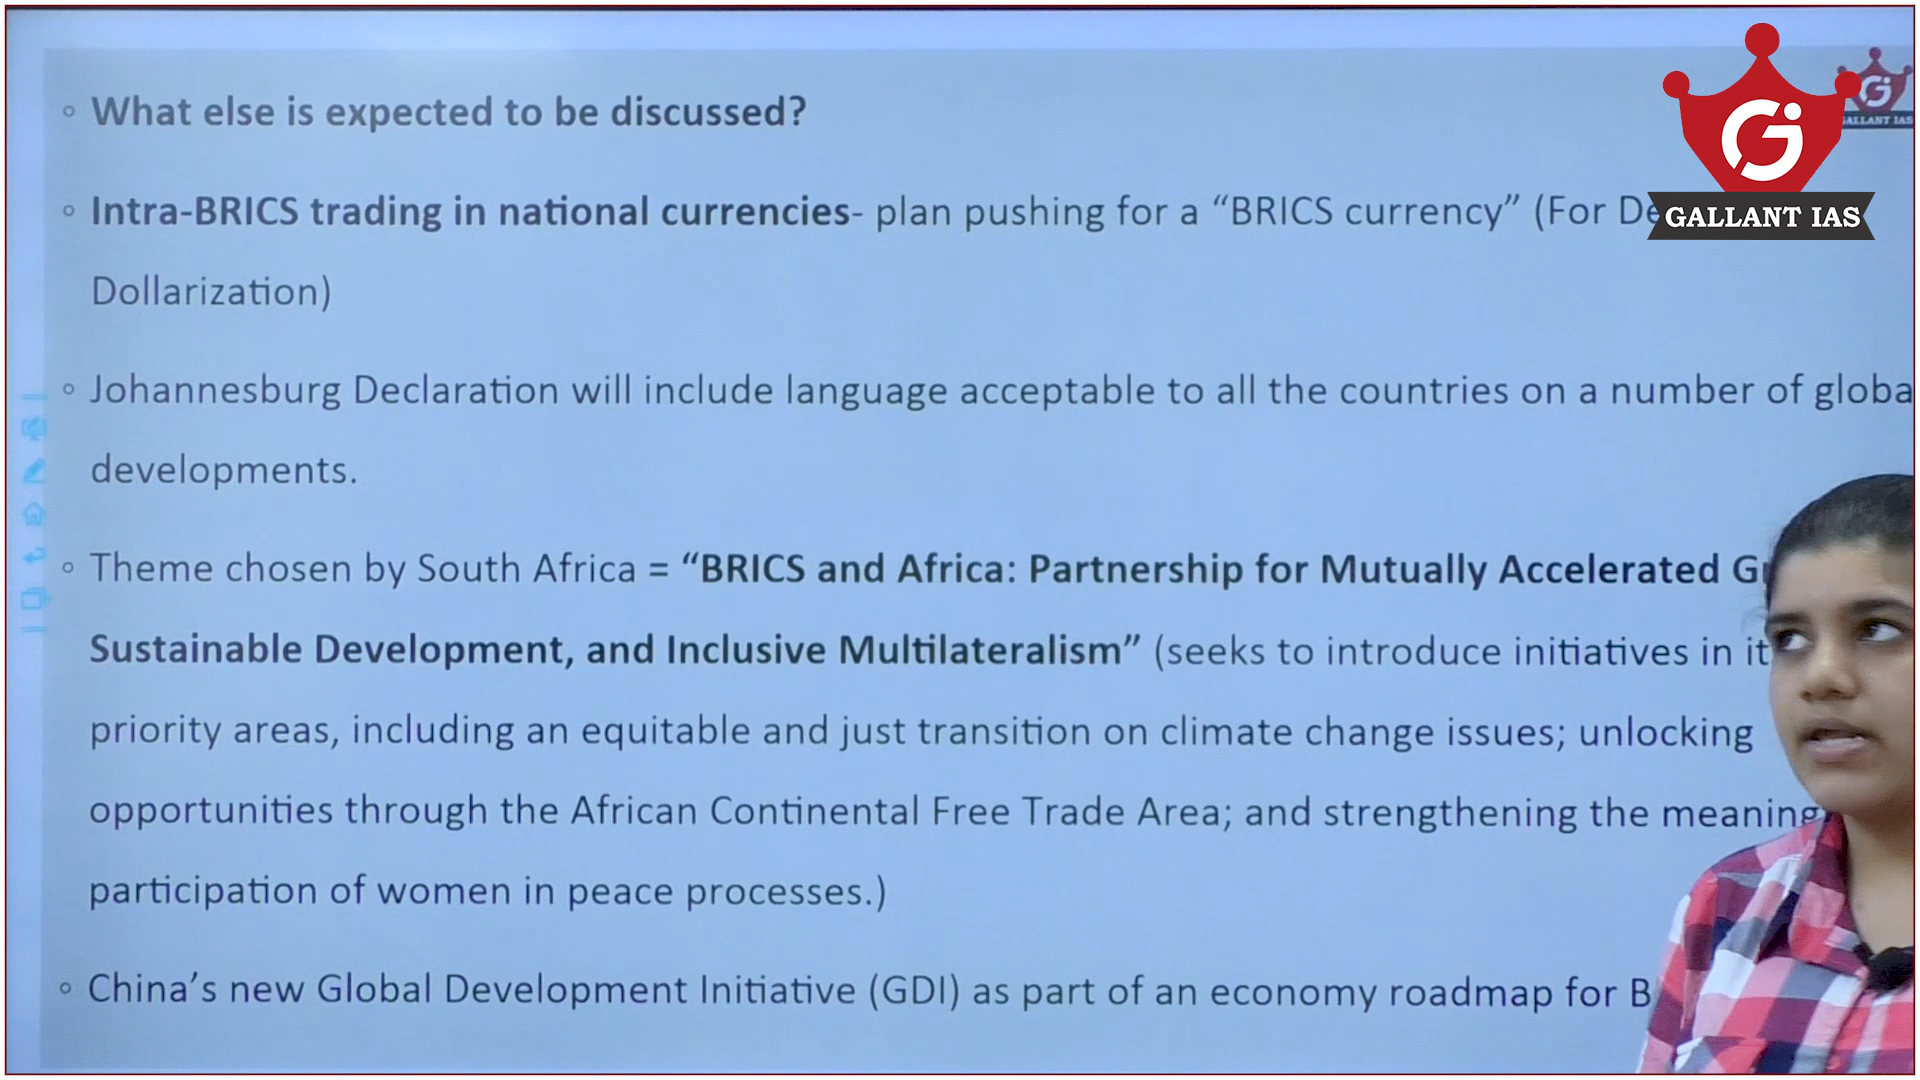 What else is expected to be discussed?
Intra-BRICS trading in national currencies- plan pushing for a “BRICS currency” (For De
Dollarization)
Johannesburg Declaration will include language acceptable to all the countries on a number of globa
developments.
Theme chosen by South Africa = “BRICS and Africa: Partnership for Mutually Accelerated G
Sustainable Development, and Inclusive Multilateralism” (seeks to introduce initiatives in it
priority areas, including an equitable and just transition on climate change issues; unlocking
opportunities through the African Continental Free Trade Area; and strengthening the meaning
participation of women in peace processes.)
China’s new Global Development Initiative (GDI) as part of an economy roadmap for B
G
GALLANT IAS
G
GALLANT IAS